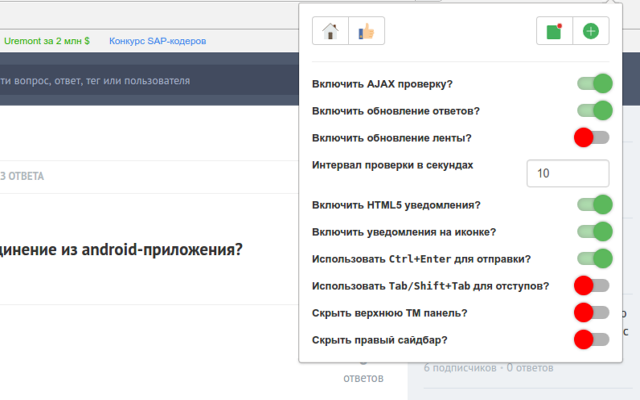 Uremont за 2 млн $ Конкурс SAP-кодеров
ти вопрос, ответ, тег или пользователя
З ОТВЕТА
динение из android-приложения?
Включить AJAX проверку?
Включить обновление ответов?
Включить обновление ленты?
Интервал проверки в секундах
10
Включить HTML5 уведомления?
Включить уведомления на иконке?
Использовать Ctrl+Enter для отправки?
Использовать Tab/Shift+Tab для отступов?
Скрыть верхнюю ТМ панель?
Скрыть правый сайдбар?
ответов
6 подписчиков · 0 ответов